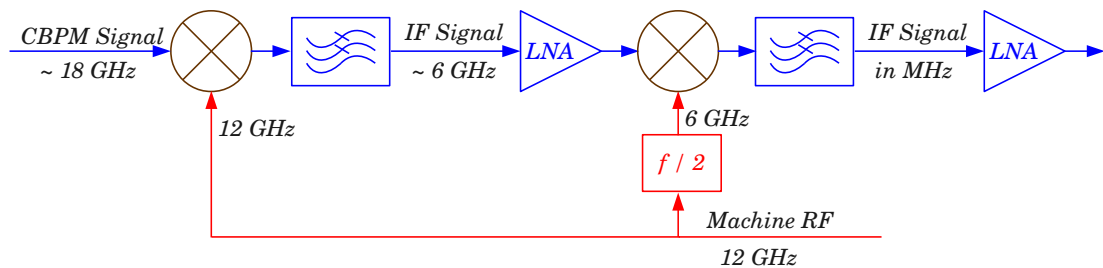 CBPM Signal
~ 18 GHz
IF Signal
~ 6 GHz
LNA
IF Signal
in MHz
LNA
12 GHz
6 GHz
f / 2
Machine RF
12 GHz